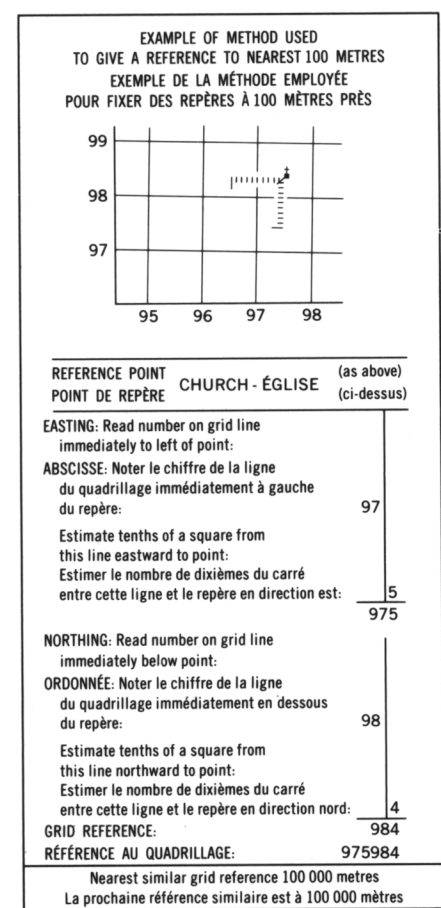 EXAMPLE OF METHOD USED
TO GIVE A REFERENCE TO NEAREST 100 METRES
EXEMPLE DE LA MÉTHODE EMPLOYÉE
POUR FIXER DES REPÈRES À 100 MÈTRES PRÈS
99
98
97
95 96 97 98
REFERENCE POINT
POINT DE REPÈRE
CHURCH - ÉGLISE
(as above)
(ci-dessus)
EASTING: Read number on grid line
immediately to left of point:
ABSCISSE: Noter le chiffre de la ligne
du quadrillage immédiatement à gauche
du repère: 97
Estimate tenths of a square from
this line eastward to point:
Estimer le nombre de dixièmes du carré
entre cette ligne et le repère en direction est: 5
975
NORTHING: Read number on grid line
immediately below point:
ORDONNÉE: Noter le chiffre de la ligne
du quadrillage immédiatement en dessous
du repère: 98
Estimate tenths of a square from
this line northward to point:
Estimer le nombre de dixièmes du carré
entre cette ligne et le repère en direction nord: 4
GRID REFERENCE: 984
RÉFÉRENCE AU QUADRILLAGE: 975984
Nearest similar grid reference 100 000 metres
La prochaine référence similaire est à 100 000 mètres